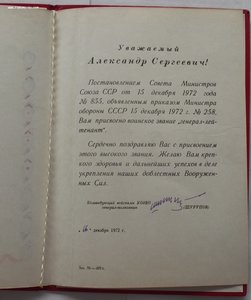 Уважаемый
Александр Сергеевич!
Постановлением Совета Министров
Союза ССР от 15 декабря 1972 года
№ 855, объявленным приказом Министра
обороны СССР 15 декабря 1972 г. № 258,
Вам присвоено воинское звание „генерал-лей-
тенант“.
Сердечно поздравляю Вас с присвоением
этого высокого звания. Желаю Вам креп-
кого здоровья и дальнейших успехов в деле
укрепления наших доблестных Вооружен-
ных Сил.
Командующий войсками
генерал-полковник (ШУРУПОВ)
декабря 1972 г.